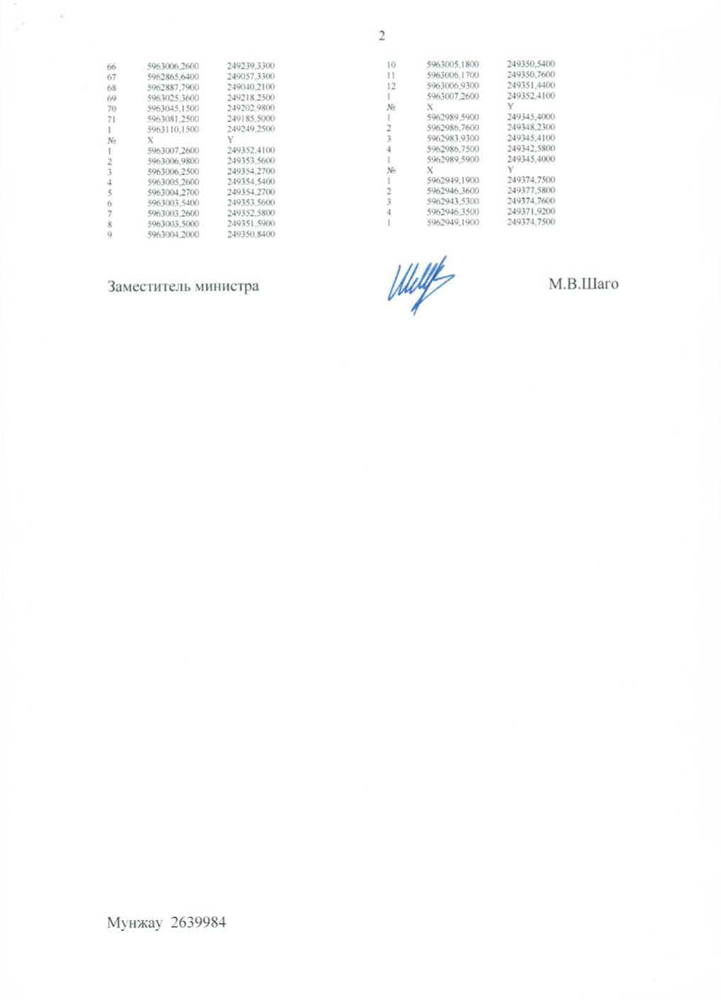 2
66 5963006,2600 249239,3300
67 5962865,6400 249057,3300
68 5962887,7900 249040,2100
69 5963025,3600 249218,2500
70 5963045,1500 249202,9800
71 5963081,2500 249185,5000
1 5963110,1500 249249,2500
№ X Y
1 5963007,2600 249352,4100
2 5963006,9800 249353,5600
3 5963006,2500 249354,2700
4 5963005,2600 249354,5400
5 5963004,2700 249354,2700
6 5963003,5400 249353,5600
7 5963003,2600 249352,5800
8 5963003,5000 249351,5900
9 5963004,2000 249350,8400
10 5963005,1800 249350,5400
11 5963006,1700 249350,7600
12 5963006,9300 249351,4400
1 5963007,2600 249352,4100
№ X Y
1 5962989,5900 249345,4000
2 5962986,7600 249348,2300
3 5962983,9300 249345,4100
4 5962986,7500 249342,5800
1 5962989,5900 249345,4000
№ X Y
1 5962949,1900 249374,7500
2 5962946,3600 249377,5800
3 5962943,5300 249374,7600
4 5962946,3500 249371,9200
1 5962949,1900 249374,7500
Заместитель министра М.В.Шаго
Мунжау 2639984